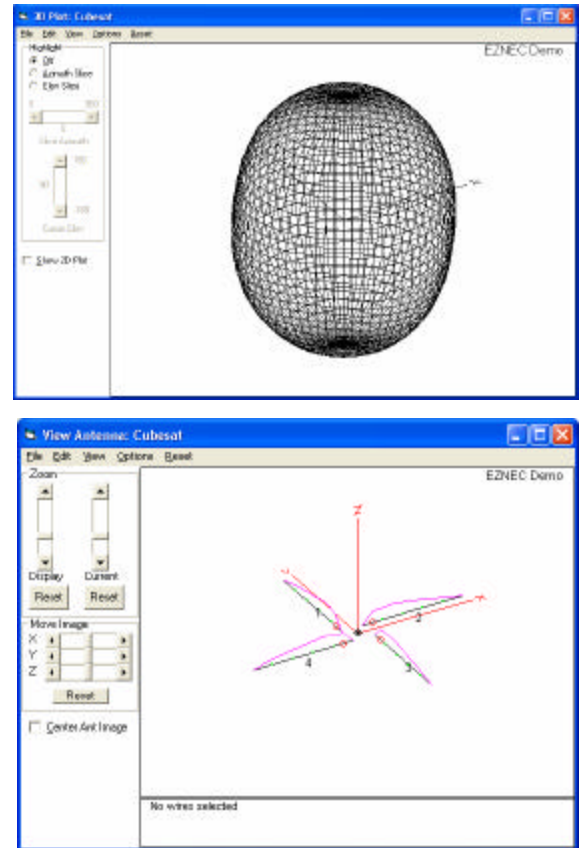 3D Plot: Cubesat
File Edit View Options Reset
EZNEC Demo
Highlight
Off
Azimuth Slice
Elev Slice
Show 2D Plot
View Antenna: Cubesat
File Edit View Options Reset
Zoom
EZNEC Demo
Display Current
Reset Reset
Move Image
X
Y
Z
Reset
Center Ant Image
Z
X
1
2
3
4
No wires selected